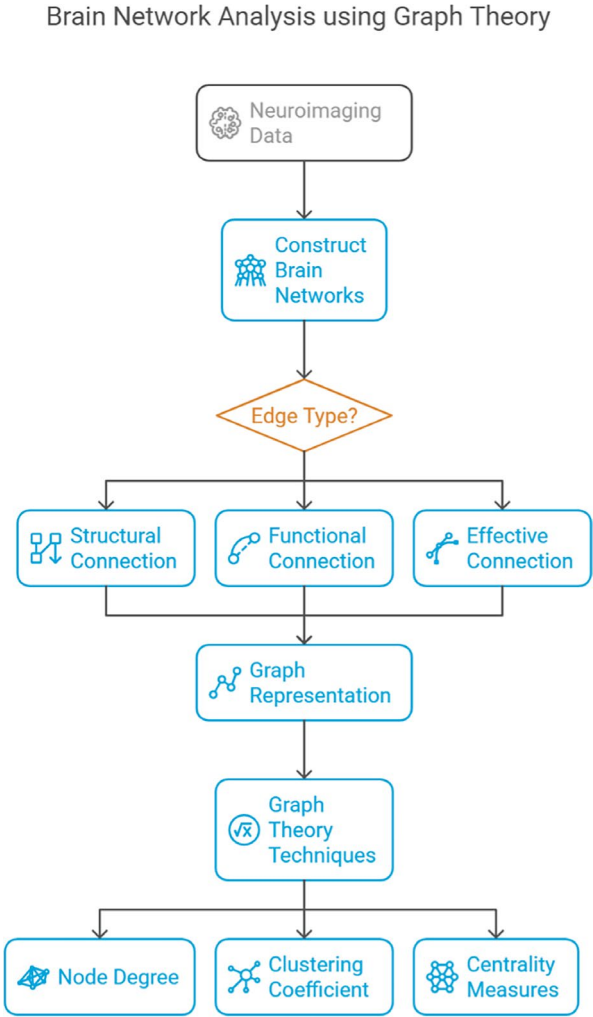 Brain Network Analysis using Graph Theory
Neuroimaging
Data
Construct
Brain
Networks
Edge Type?
Structural
Connection
Functional
Connection
Effective
Connection
Graph
Representation
√x
Graph
Theory
Techniques
Node Degree
Clustering
Coefficient
Centrality
Measures